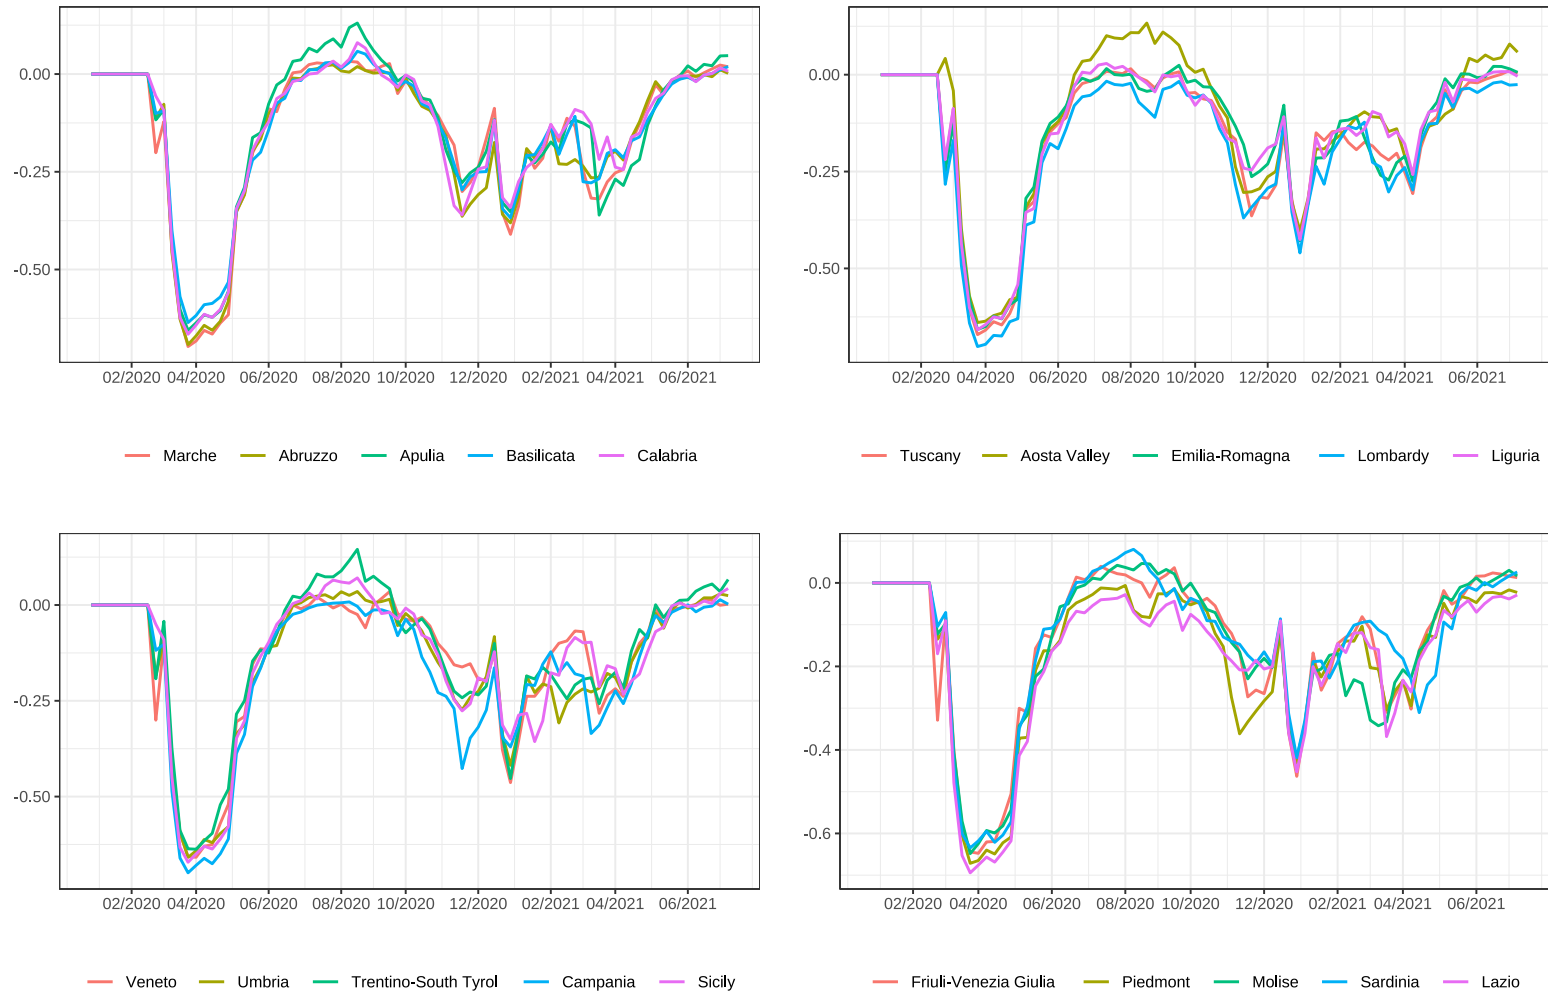 0.00
-0.25
-0.50
02/2020 04/2020 06/2020 08/2020 10/2020 12/2020 02/2021 04/2021 06/2021
Marche Abruzzo Apulia Basilicata Calabria
0.00
-0.25
-0.50
02/2020 04/2020 06/2020 08/2020 10/2020 12/2020 02/2021 04/2021 06/2021
Tuscany Aosta Valley Emilia-Romagna Lombardy Liguria
0.00
-0.25
-0.50
02/2020 04/2020 06/2020 08/2020 10/2020 12/2020 02/2021 04/2021 06/2021
Veneto Umbria Trentino-South Tyrol Campania Sicily
0.0
-0.2
-0.4
-0.6
02/2020 04/2020 06/2020 08/2020 10/2020 12/2020 02/2021 04/2021 06/2021
Friuli-Venezia Giulia Piedmont Molise Sardinia Lazio